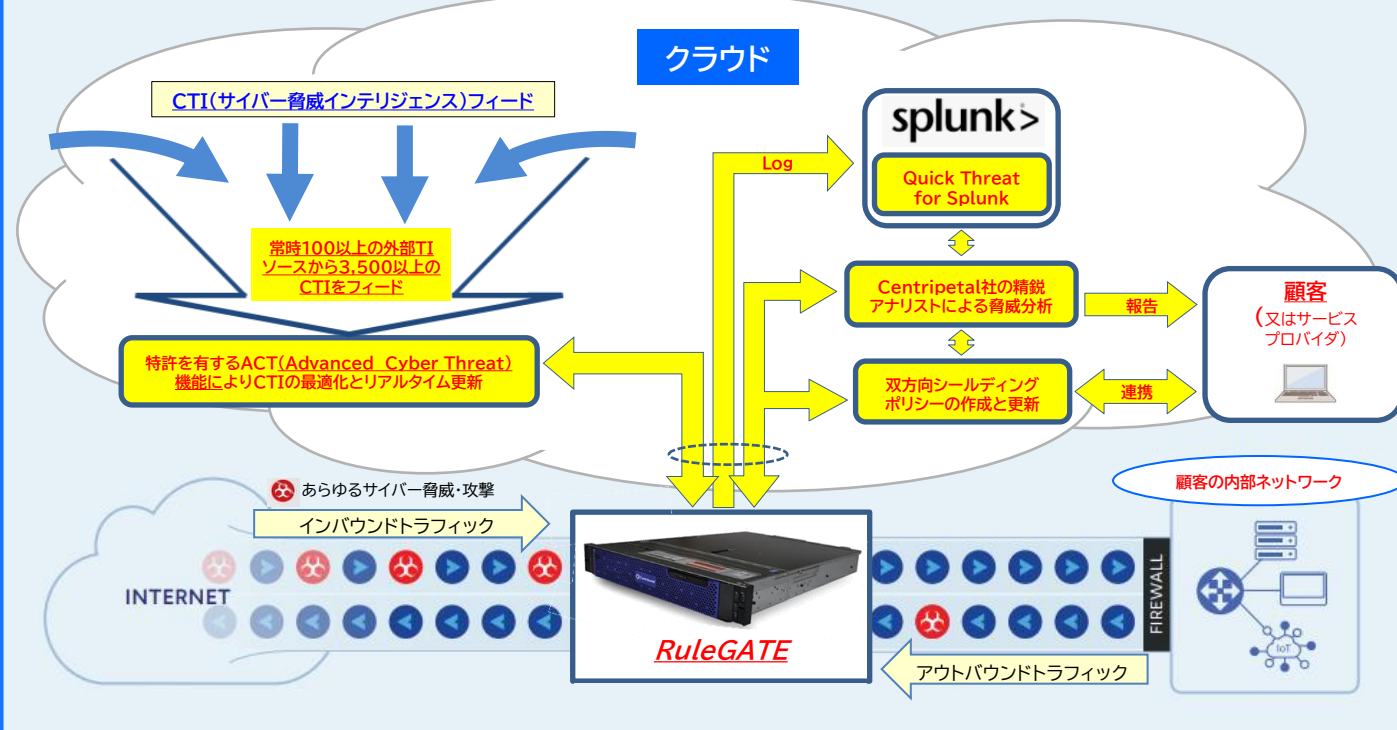 クラウド
CTI(サイバー脅威インテリジェンス)フィード
常時100以上の外部TI
ソースから3,500以上の
CTIをフィード
特許を有するACT(Advanced Cyber Threat)
機能によりCTIの最適化とリアルタイム更新
Log
splunk>
Quick Threat
for Splunk
Centripetal社の精鋭
アナリストによる脅威分析
報告
双方向シールディング
ポリシーの作成と更新
連携
顧客
(又はサービス
プロバイダ)
あらゆるサイバー脅威・攻撃
インバウンドトラフィック
INTERNET
RuleGATE
アウトバウンドトラフィック
FIREWALL
顧客の内部ネットワーク
IoT